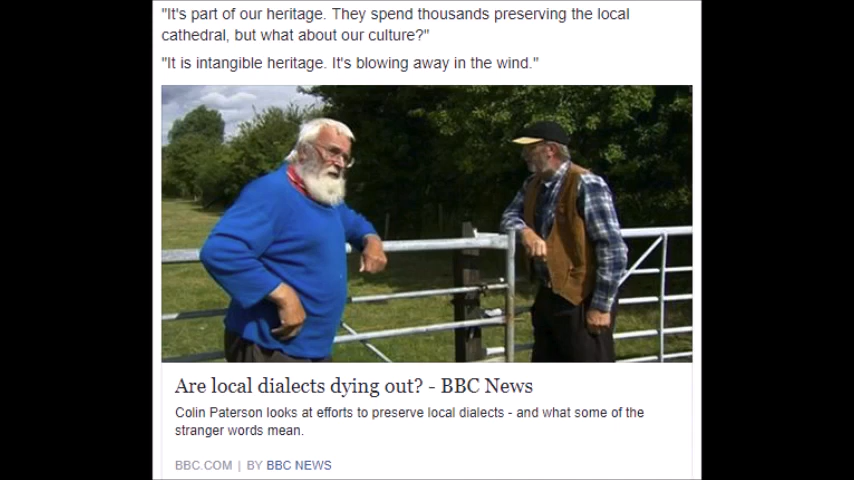 "It's part of our heritage. They spend thousands preserving the local
cathedral, but what about our culture?"
"It is intangible heritage. It's blowing away in the wind."
Are local dialects dying out? - BBC News
Colin Paterson looks at efforts to preserve local dialects - and what some of the
stranger words mean.
BBC.COM | BY BBC NEWS